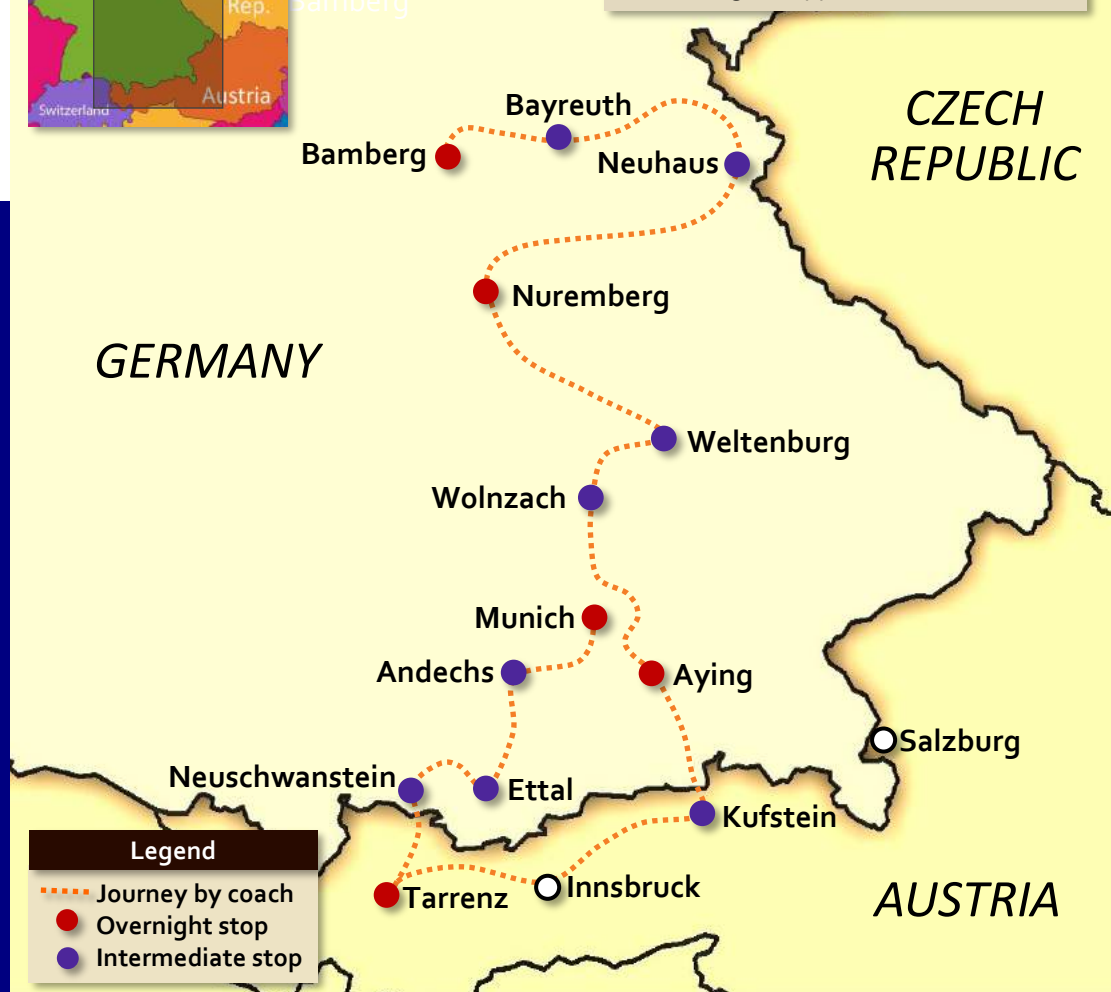 Rep.
Bamberg
Austria
Switzerland
CZECH
REPUBLIC
Bayreuth
Bamberg
Neuhaus
Nuremberg
GERMANY
Weltenburg
Wolnzach
Munich
Andechs
Aying
Salzburg
Neuschwanstein
Ettal
Kufstein
Legend
Journey by coach
Overnight stop
Intermediate stop
Tarrenz
Innsbruck
AUSTRIA